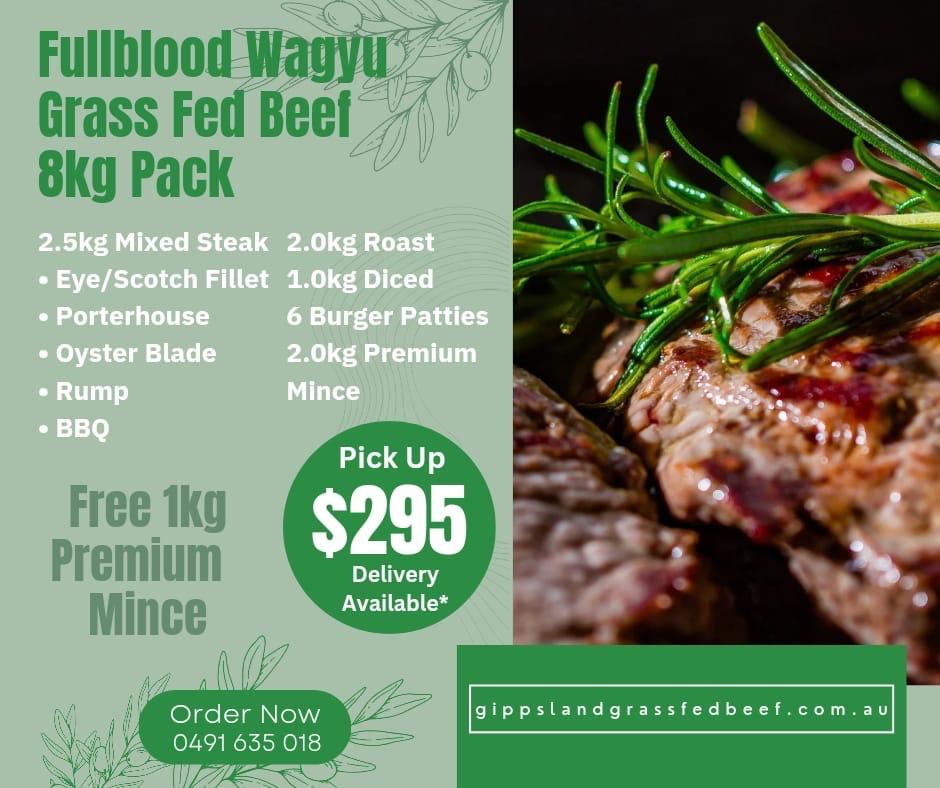 Fullblood Wagyu
Grass Fed Beef
8kg Pack
2.5kg Mixed Steak
• Eye/Scotch Fillet
• Porterhouse
• Oyster Blade
• Rump
• BBQ
2.0kg Roast
1.0kg Diced
6 Burger Patties
2.0kg Premium
Mince
Free 1kg
Premium
Mince
Pick Up
$295
Delivery
Available*
Order Now
0491 635 018
gippslandgrassfedbeef.com.au